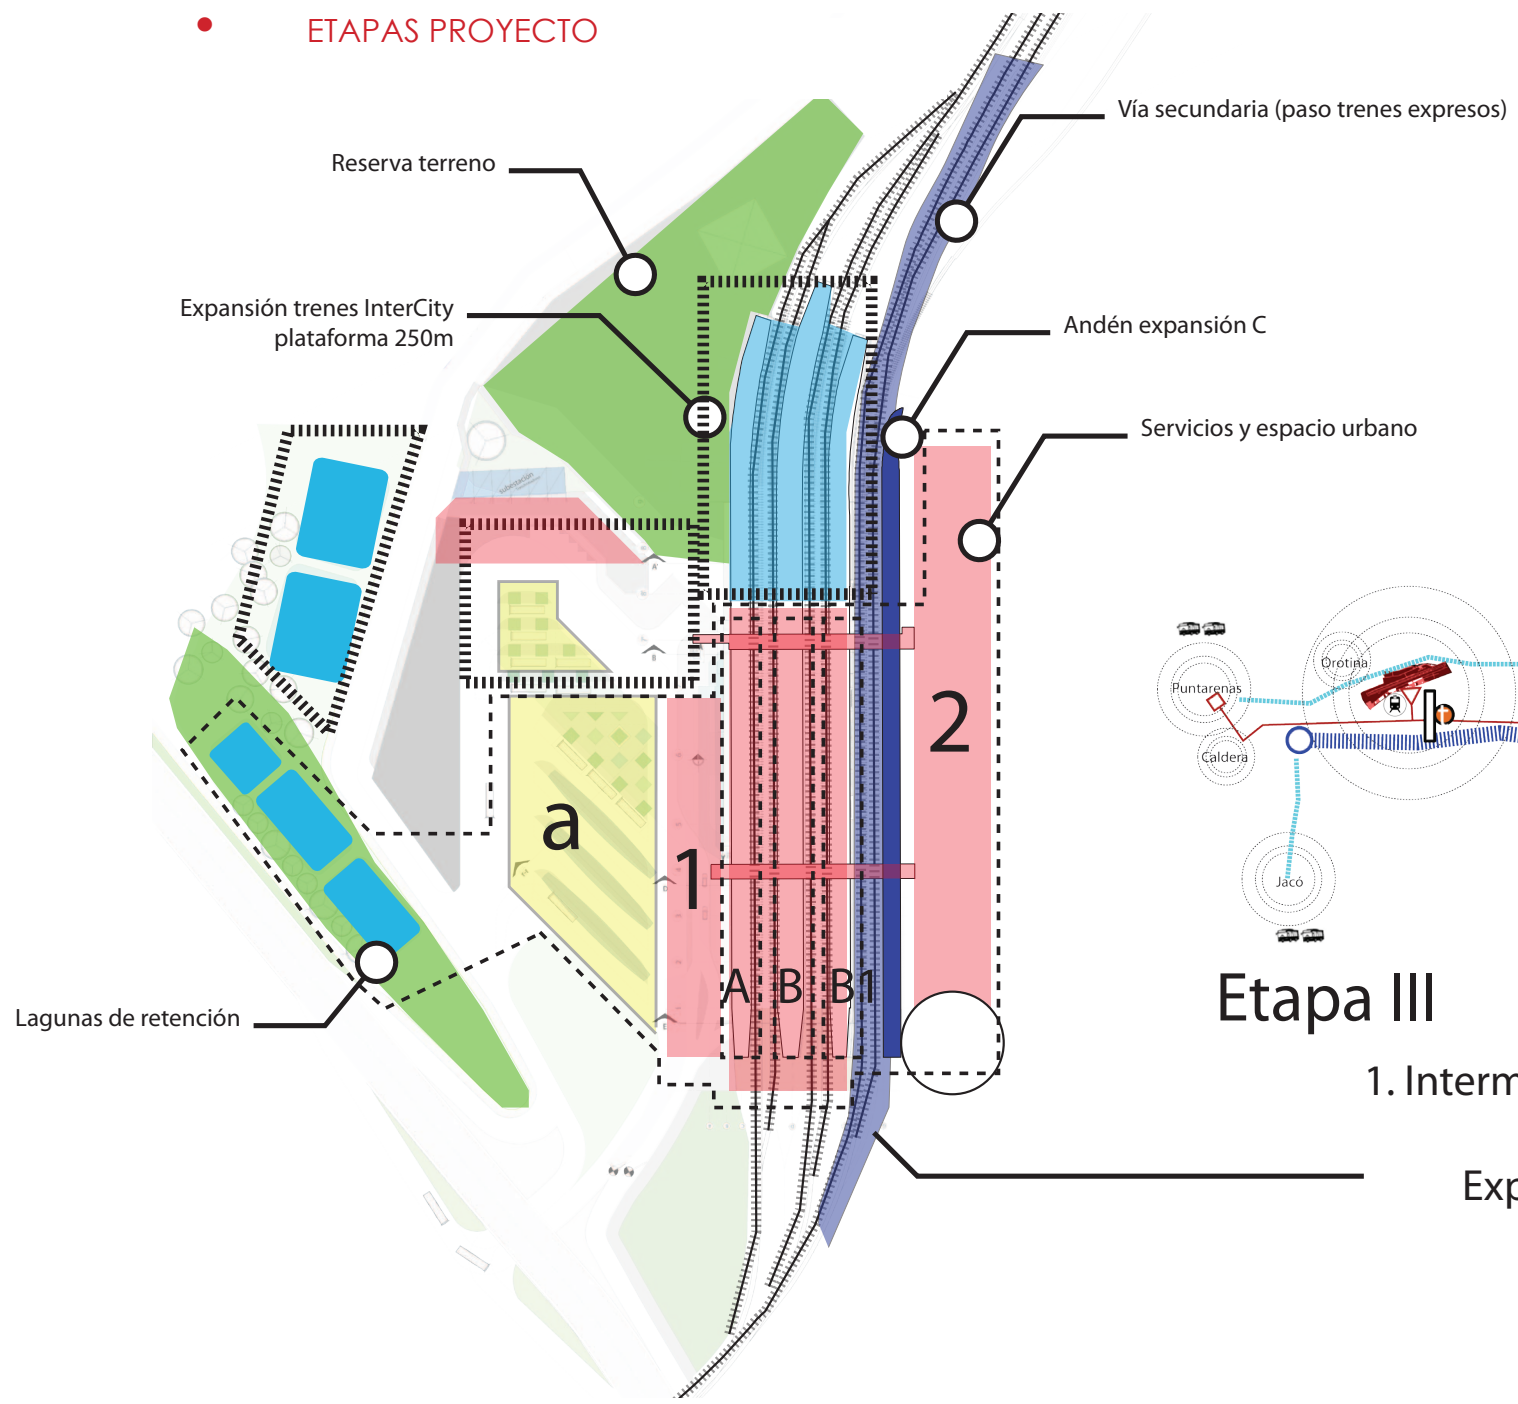 ETAPAS PROYECTO
Vía secundaria (paso trenes expresos)
Reserva terreno
Expansión trenes InterCity
plataforma 250m
Andén expansión C
Servicios y espacio urbano
subestación
Orotina
Puntarenas
Caldera
Jacó
a
1
2
A
B
B1
Lagunas de retención
Etapa III
1. Interm
Exp